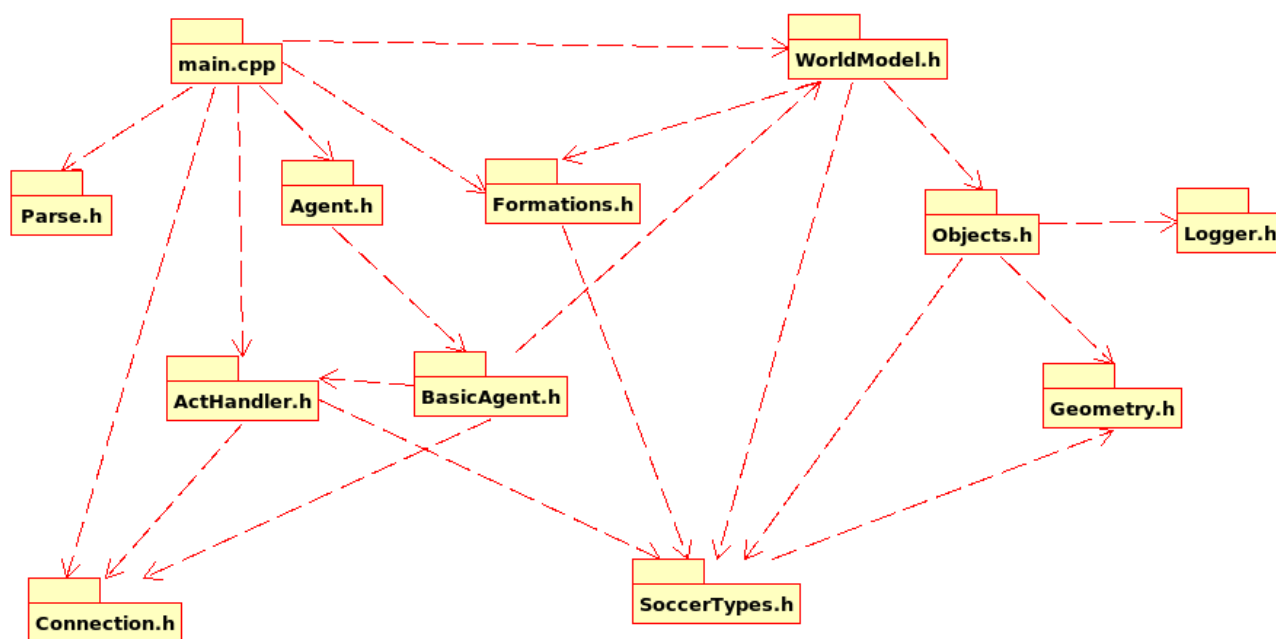 main.cpp
WorldModel.h
Parse.h
Agent.h
Formations.h
Objects.h
Logger.h
ActHandler.h
BasicAgent.h
Geometry.h
Connection.h
SoccerTypes.h